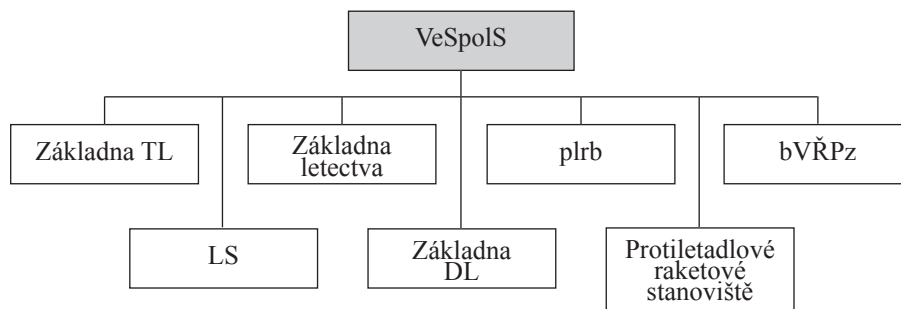 VeSpolS
Základna TL
Základna
letectva
plrb
bVŘPz
LS
Základna
DL
Protiletadlové
raketové
stanoviště